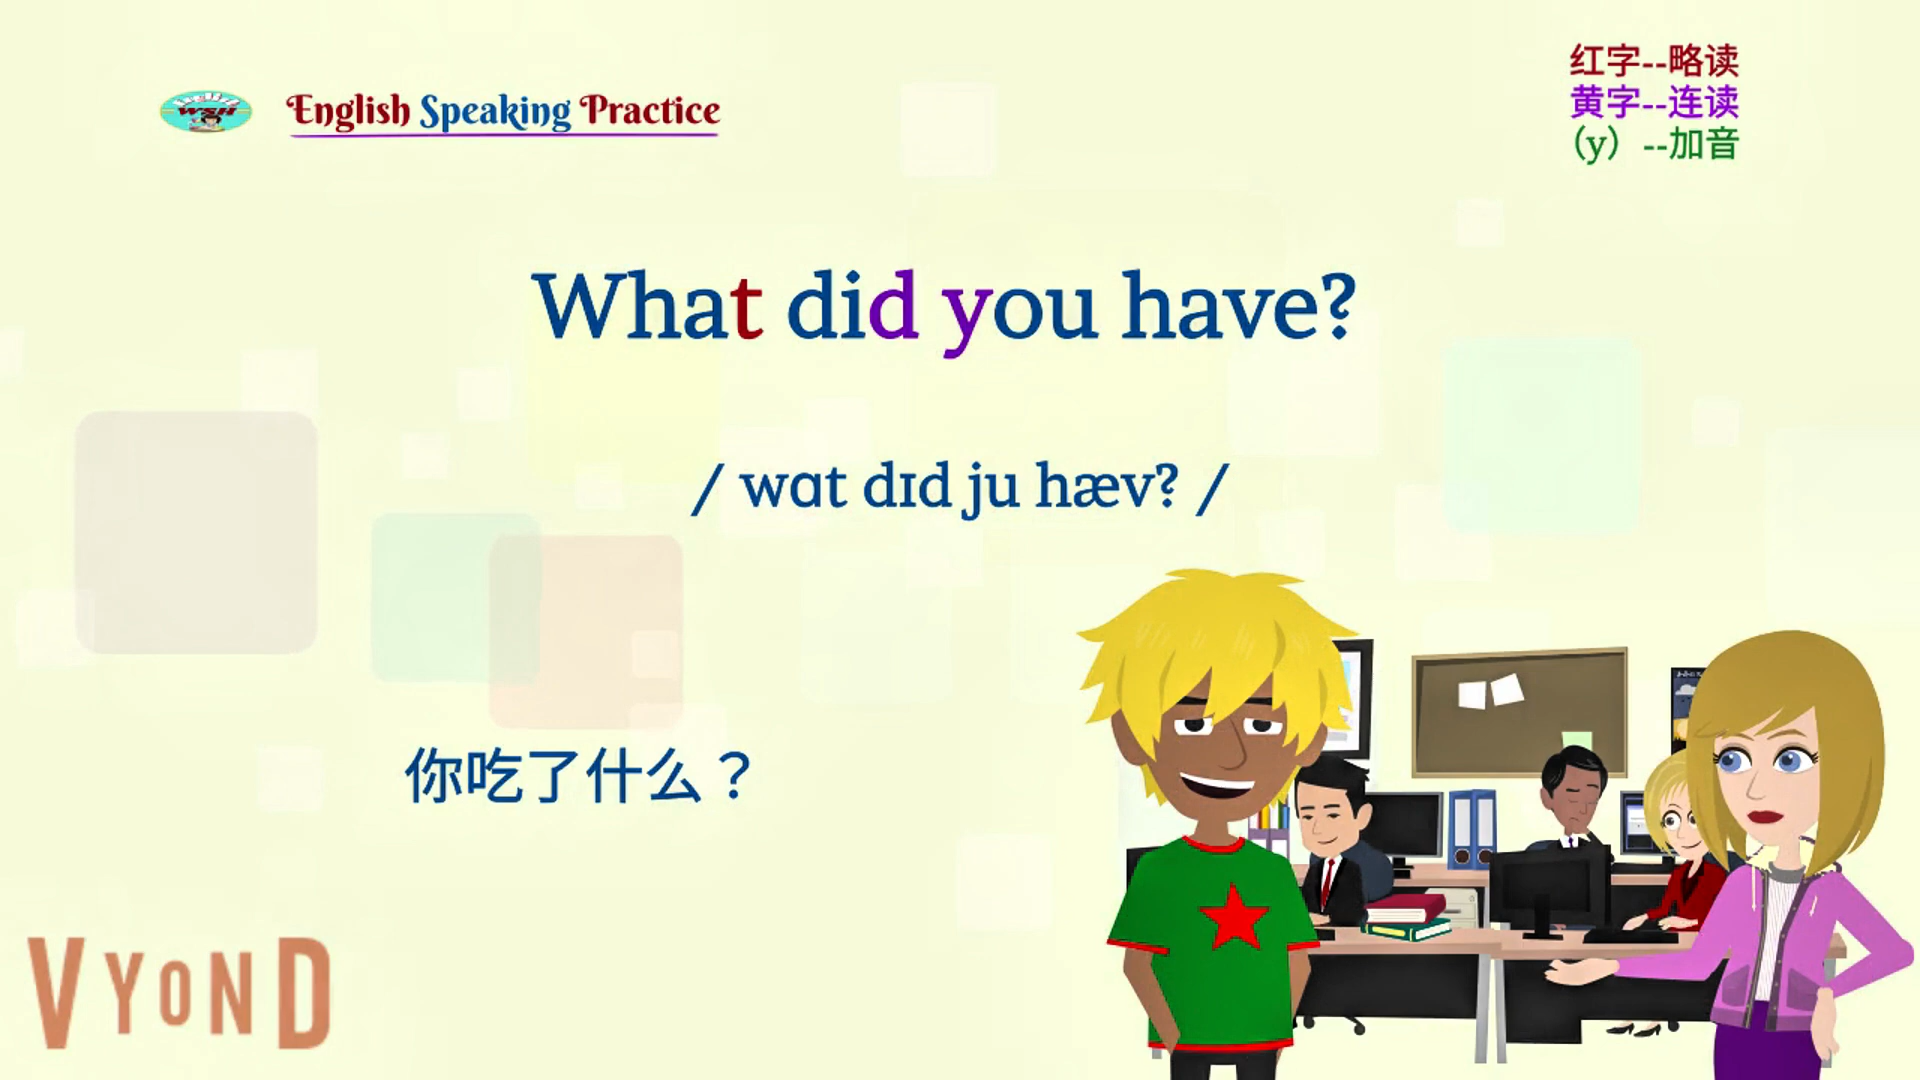 English Speaking Practice
红字--略读
黄字--连读
（y）--加音
What did you have?
/ wɑt dɪd ju hæv? /
你吃了什么？
VYOND